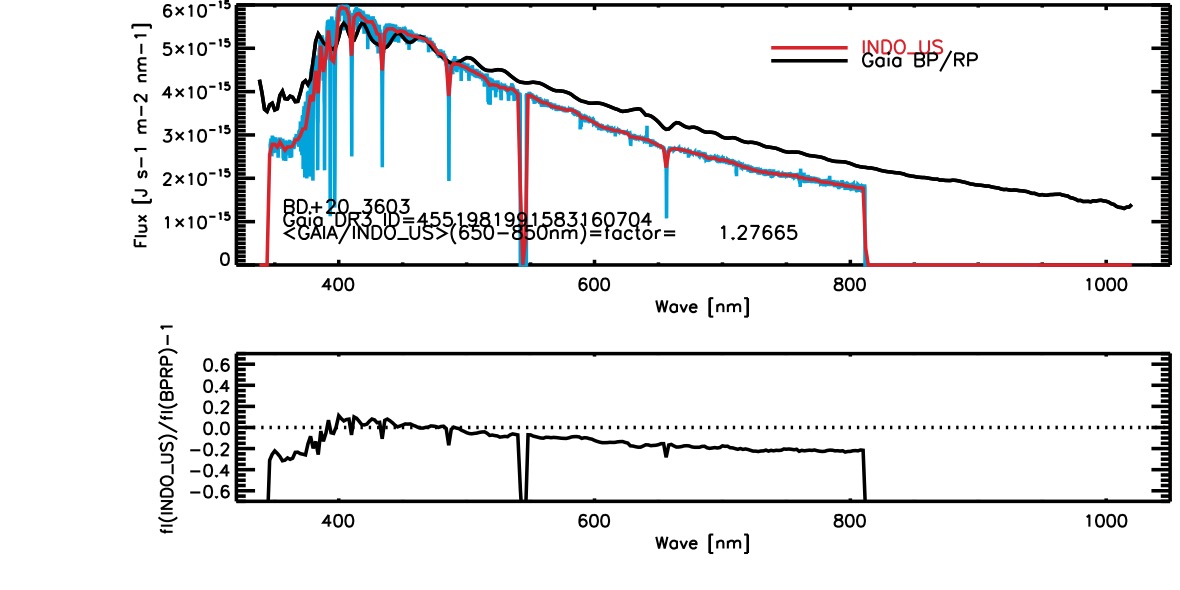 6×10−15
5×10−15
4×10−15
3×10−15
2×10−15
1×10−15
0
Flux [J s−1 m−2 nm−1]
INDO_US
Gaia BP/RP
BD+20 3603
Gaia DR3 ID=4551981991583160704
<GAIA/INDO_US>(650−850nm)=factor= 1.27665
400 600 800 1000
Wave [nm]
fl(INDO_US)/fl(BPRP)−1
0.6
0.4
0.2
0.0
−0.2
−0.4
−0.6
400 600 800 1000
Wave [nm]